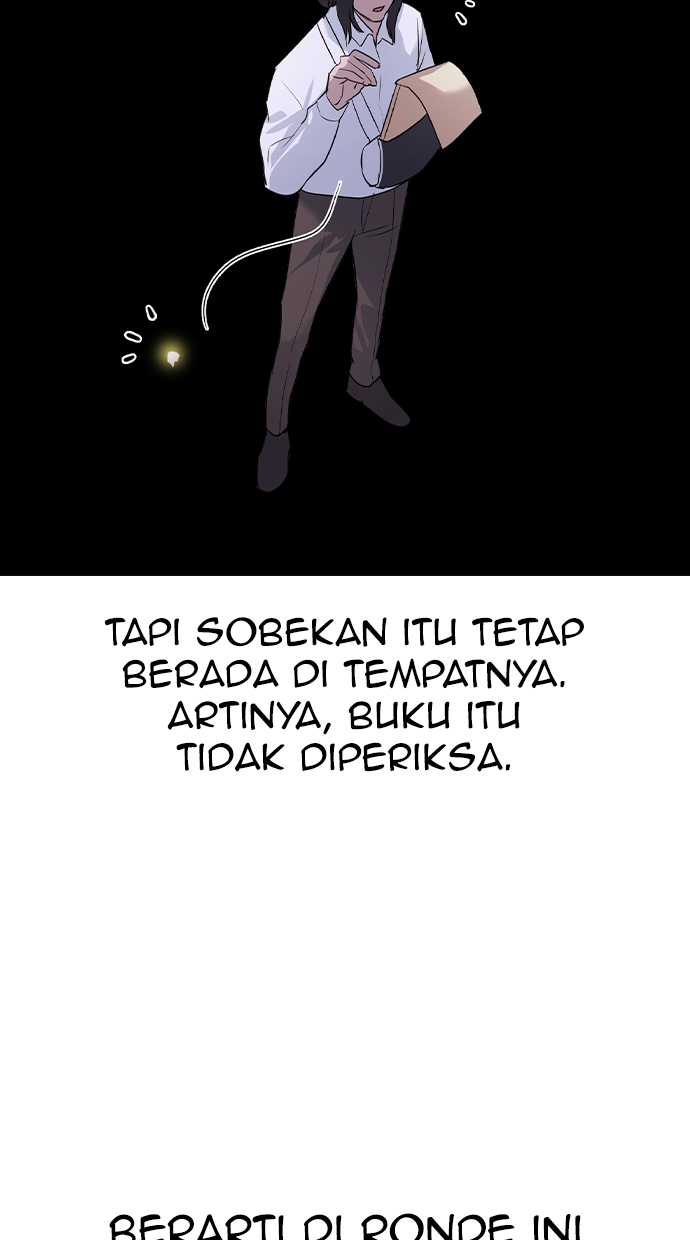 TAPI SOBEKAN ITU TETAP
BERADA DI TEMPATNYA.
ARTINYA, BUKU ITU
TIDAK DIPERIKSA.
BERARTI DI RONDE INI